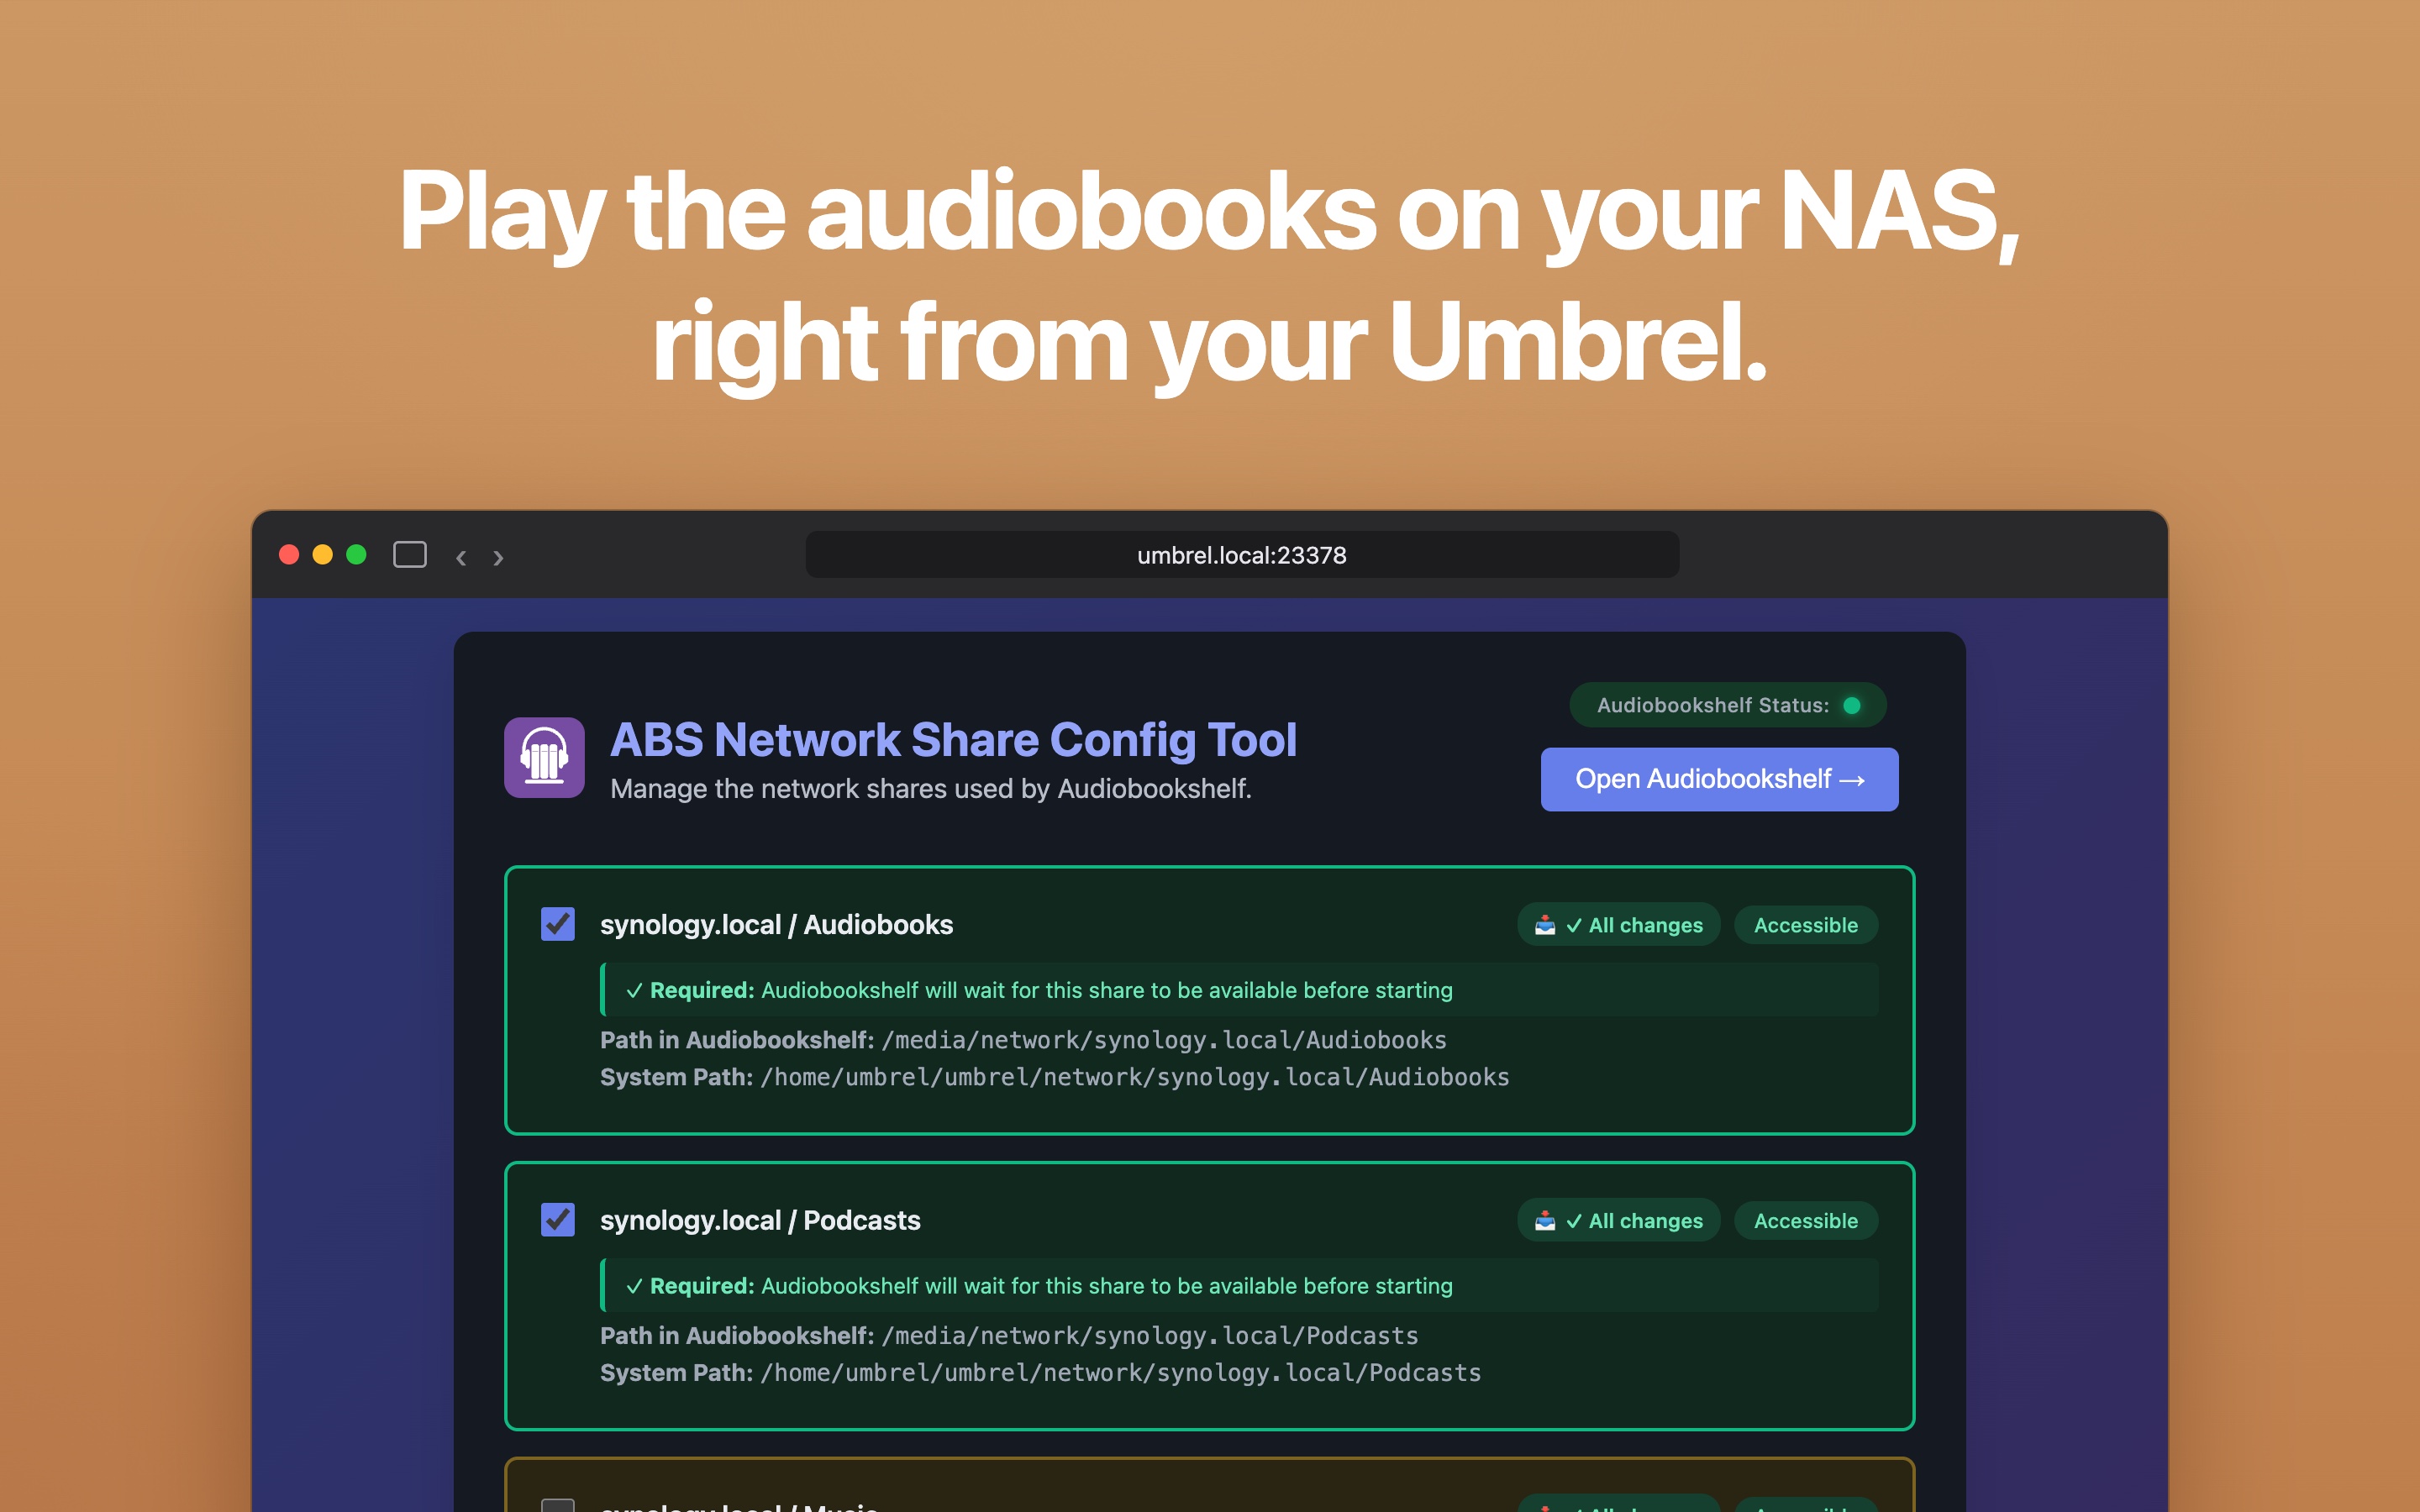 Play the audiobooks on your NAS,
right from your Umbrel.
umbrel.local:23378
Audiobookshelf Status:
ABS Network Share Config Tool
Manage the network shares used by Audiobookshelf.
Open Audiobookshelf →
synology.local / Audiobooks
✓ All changes
Accessible
✓ Required: Audiobookshelf will wait for this share to be available before starting
Path in Audiobookshelf: /media/network/synology.local/Audiobooks
System Path: /home/umbrel/umbrel/network/synology.local/Audiobooks
synology.local / Podcasts
✓ All changes
Accessible
✓ Required: Audiobookshelf will wait for this share to be available before starting
Path in Audiobookshelf: /media/network/synology.local/Podcasts
System Path: /home/umbrel/umbrel/network/synology.local/Podcasts
synology.local / Music